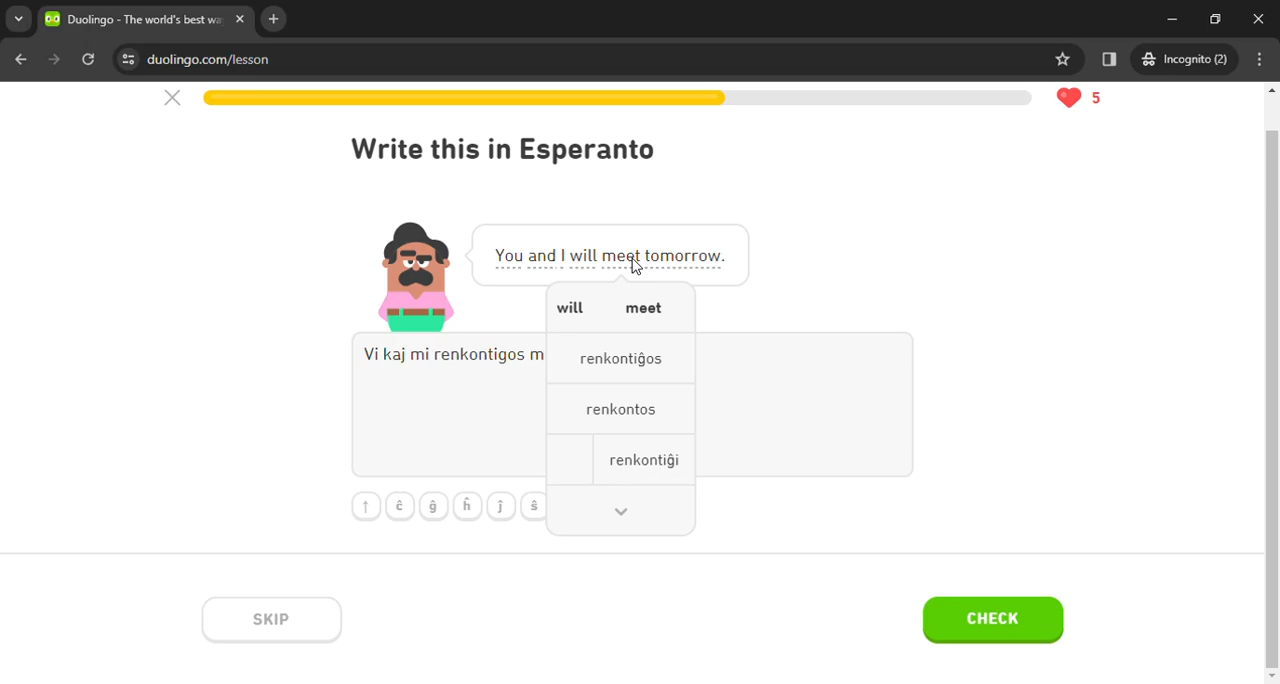 Duolingo - The world's best wa
duolingo.com/lesson
Incognito (2)
5
Write this in Esperanto
You and I will meet tomorrow.
will meet
renkontiĝos
Vi kaj mi renkontigos m
renkontos
renkontiĝi
↑ ĉ ĝ ĥ ĵ ŝ
SKIP
CHECK